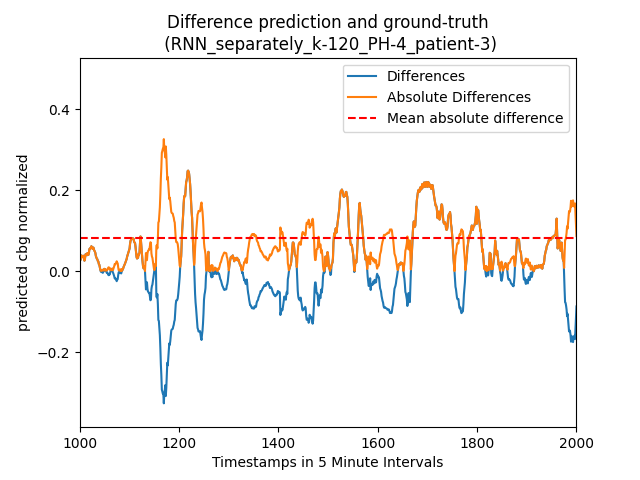 Difference prediction and ground-truth
(RNN_separately_k-120_PH-4_patient-3)
Differences
Absolute Differences
Mean absolute difference
predicted cbg normalized
0.4
0.2
0.0
−0.2
1000 1200 1400 1600 1800 2000
Timestamps in 5 Minute Intervals